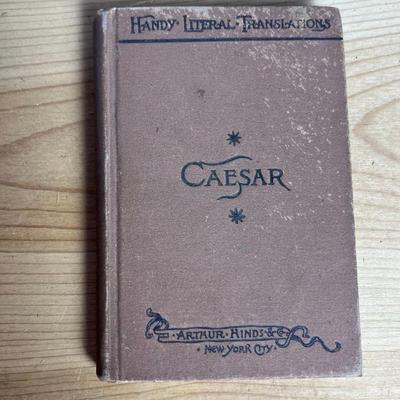 HANDY · LITERAL · TRANSLATIONS
CAESAR
· ARTHUR · HINDS & Co ·
· NEW YORK CITY ·